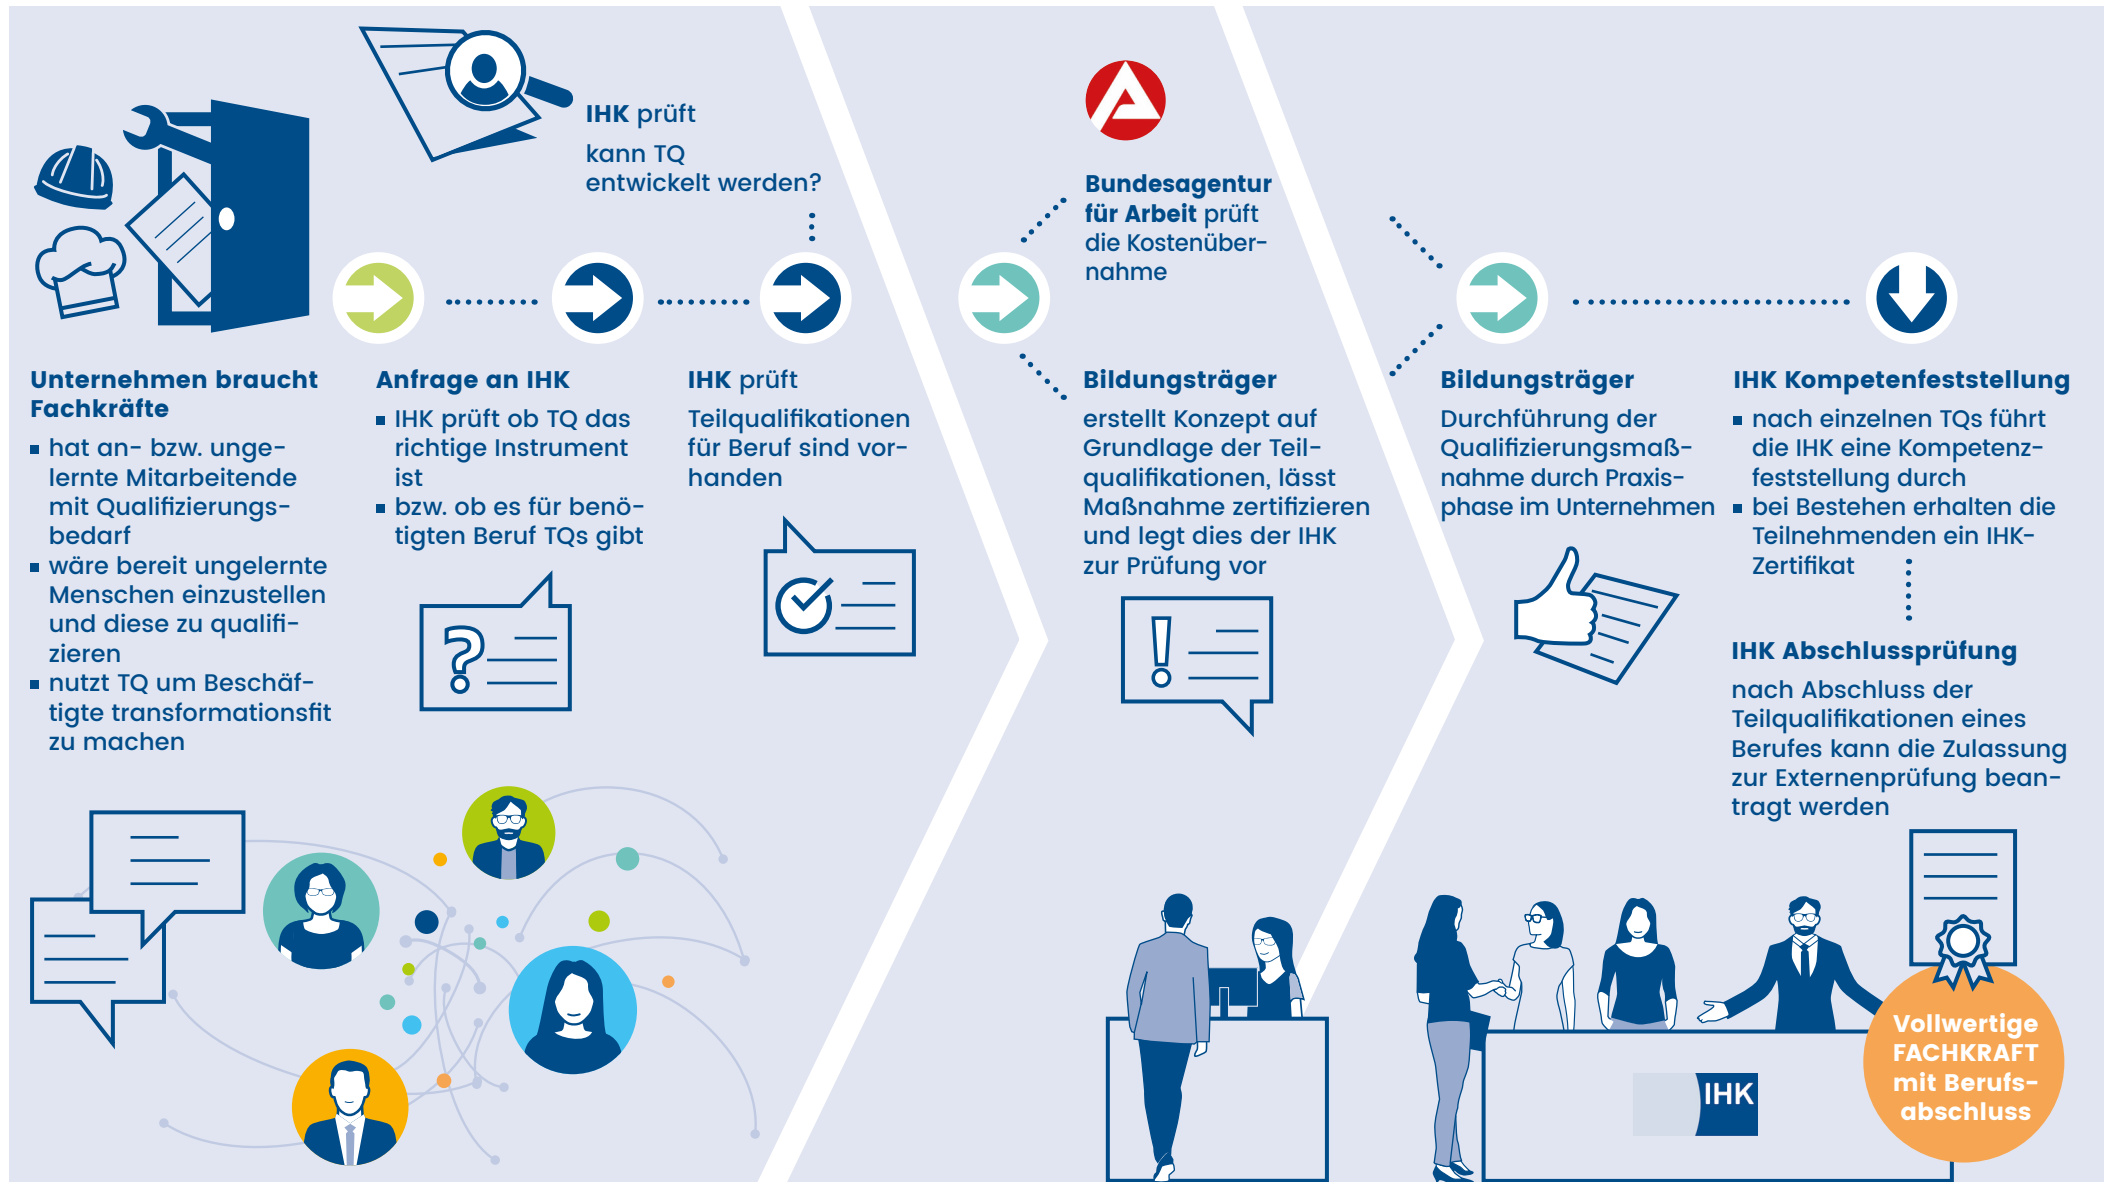 IHK prüft
kann TQ
entwickelt werden?
Unternehmen braucht
Fachkräfte
▪ hat an- bzw. unge-
lernte Mitarbeitende
mit Qualifizierungs-
bedarf
▪ wäre bereit ungelernte
Menschen einzustellen
und diese zu qualifi-
zieren
▪ nutzt TQ um Beschäf-
tigte transformationsfit
zu machen
Anfrage an IHK
▪ IHK prüft ob TQ das
richtige Instrument
ist
▪ bzw. ob es für benö-
tigten Beruf TQs gibt
?
IHK prüft
Teilqualifikationen
für Beruf sind vor-
handen
Bundesagentur
für Arbeit prüft
die Kostenüber-
nahme
Bildungsträger
erstellt Konzept auf
Grundlage der Teil-
qualifikationen, lässt
Maßnahme zertifizieren
und legt dies der IHK
zur Prüfung vor
!
Bildungsträger
Durchführung der
Qualifizierungsmaß-
nahme durch Praxis-
phase im Unternehmen
IHK Kompetenfeststellung
▪ nach einzelnen TQs führt
die IHK eine Kompetenz-
feststellung durch
▪ bei Bestehen erhalten die
Teilnehmenden ein IHK-
Zertifikat
IHK Abschlussprüfung
nach Abschluss der
Teilqualifikationen eines
Berufes kann die Zulassung
zur Externenprüfung bean-
tragt werden
IHK
Vollwertige
FACHKRAFT
mit Berufs-
abschluss